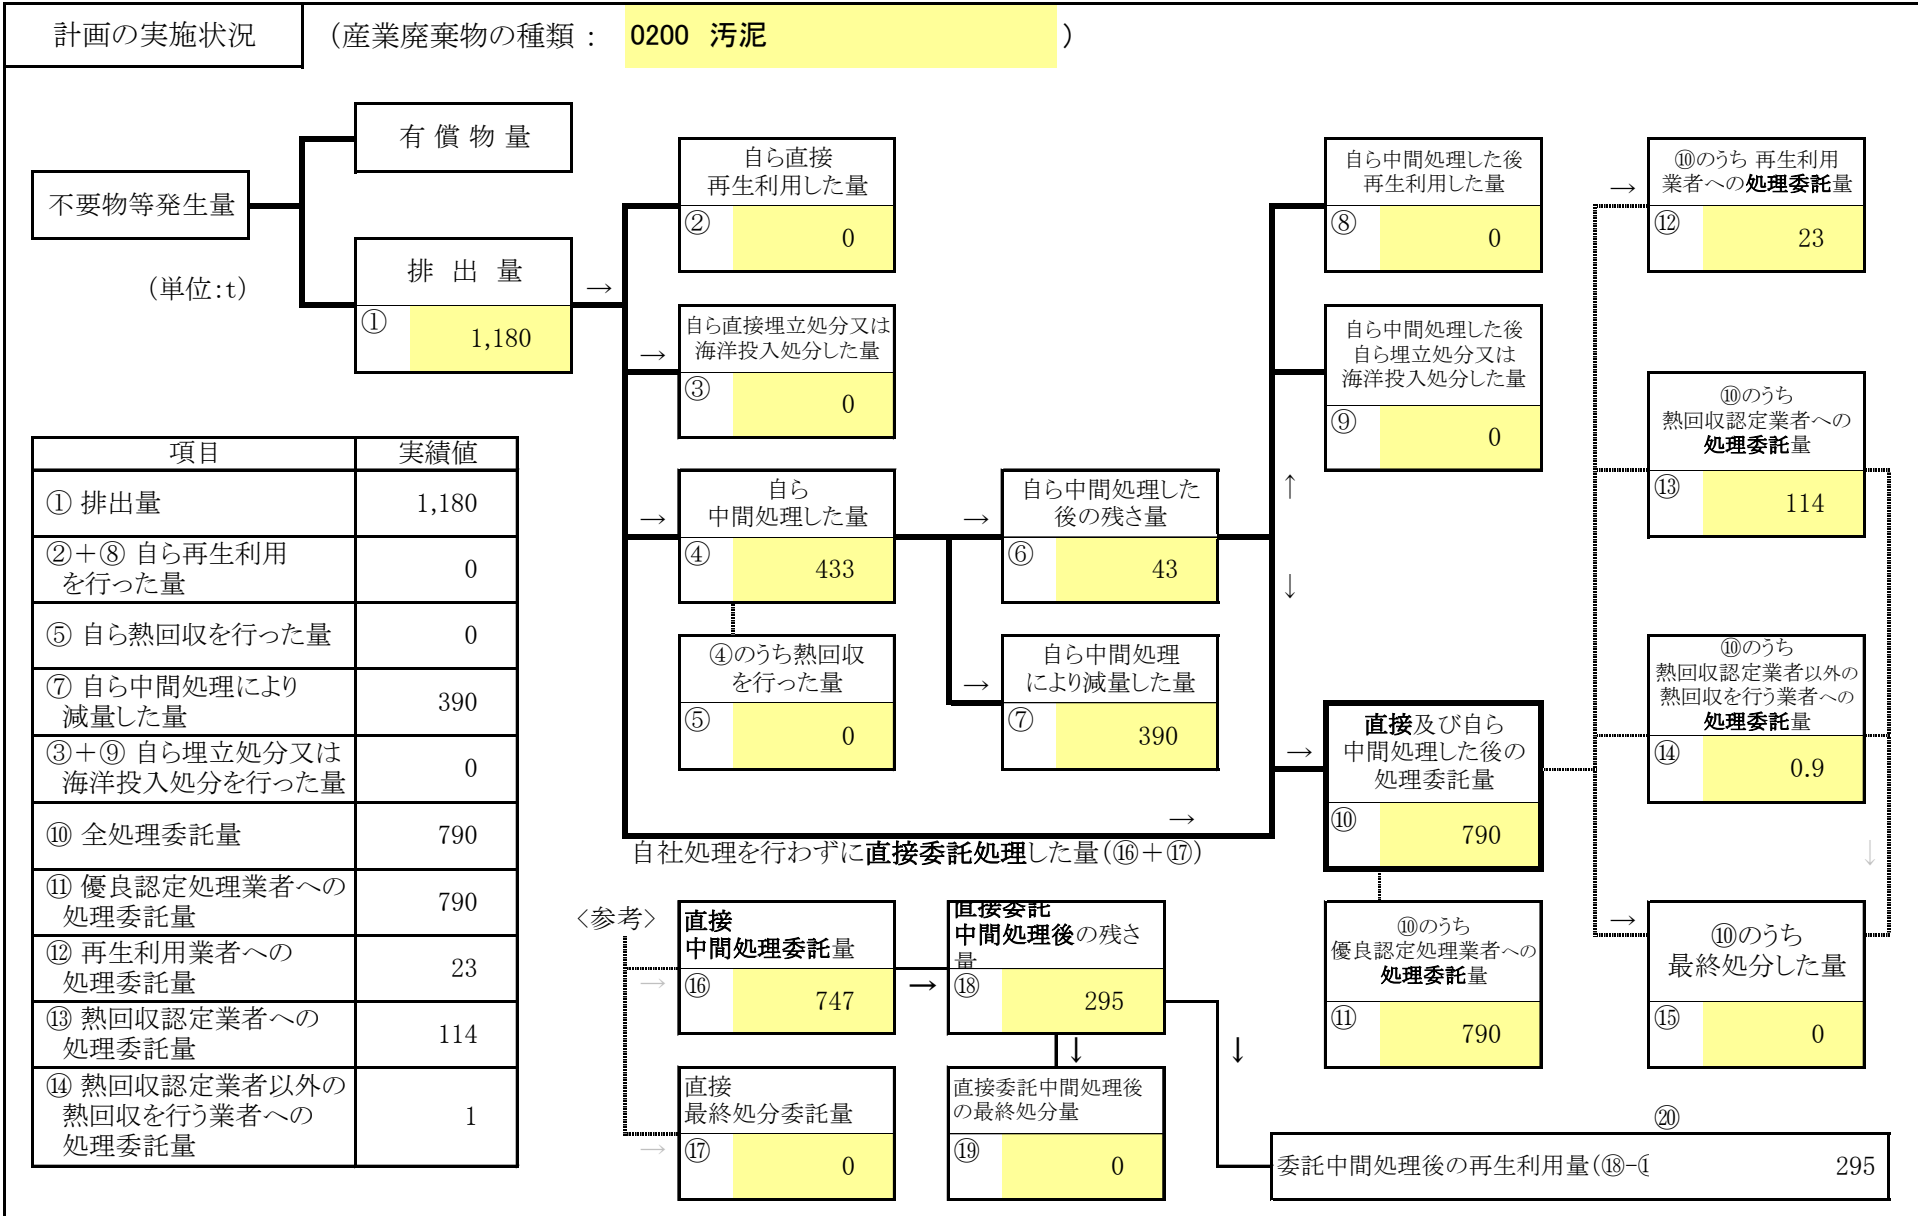 計画の実施状況
（産業廃棄物の種類： 0200 汚泥 ）
有 償 物 量
不要物等発生量
（単位:t）
排 出 量
①
1,180
→
自ら直接
再生利用した量
②
0
→
自ら直接埋立処分又は
海洋投入処分した量
③
0
→
自ら
中間処理した量
④
433
④のうち熱回収
を行った量
⑤
0
→
自ら中間処理した
後の残さ量
⑥
43
→
自ら中間処理
により減量した量
⑦
390
↑
↓
自ら中間処理した後
再生利用した量
⑧
0
自ら中間処理した後
自ら埋立処分又は
海洋投入処分した量
⑨
0
→
直接及び自ら
中間処理した後の
処理委託量
⑩
790
⑩のうち
優良認定処理業者への
処理委託量
⑪
790
→
⑩のうち 再生利用
業者への処理委託量
⑫
23
⑩のうち
熱回収認定業者への
処理委託量
⑬
114
⑩のうち
熱回収認定業者以外の
熱回収を行う業者への
処理委託量
⑭
0.9
↓
→
⑩のうち
最終処分した量
⑮
0
→
自社処理を行わずに直接委託処理した量(⑯＋⑰)
〈参考〉
→
直接
中間処理委託量
⑯
747
→
直接委託
中間処理後の残さ
量
⑱
295
↓
↓
→
直接
最終処分委託量
⑰
0
直接委託中間処理後
の最終処分量
⑲
0
⑳
委託中間処理後の再生利用量(⑱-
295
項目 実績値
① 排出量 1,180
②＋⑧ 自ら再生利用
を行った量 0
⑤ 自ら熱回収を行った量 0
⑦ 自ら中間処理により
減量した量 390
③＋⑨ 自ら埋立処分又は
海洋投入処分を行った量 0
⑩ 全処理委託量 790
⑪ 優良認定処理業者への
処理委託量 790
⑫ 再生利用業者への
処理委託量 23
⑬ 熱回収認定業者への
処理委託量 114
⑭ 熱回収認定業者以外の
熱回収を行う業者への
処理委託量 1